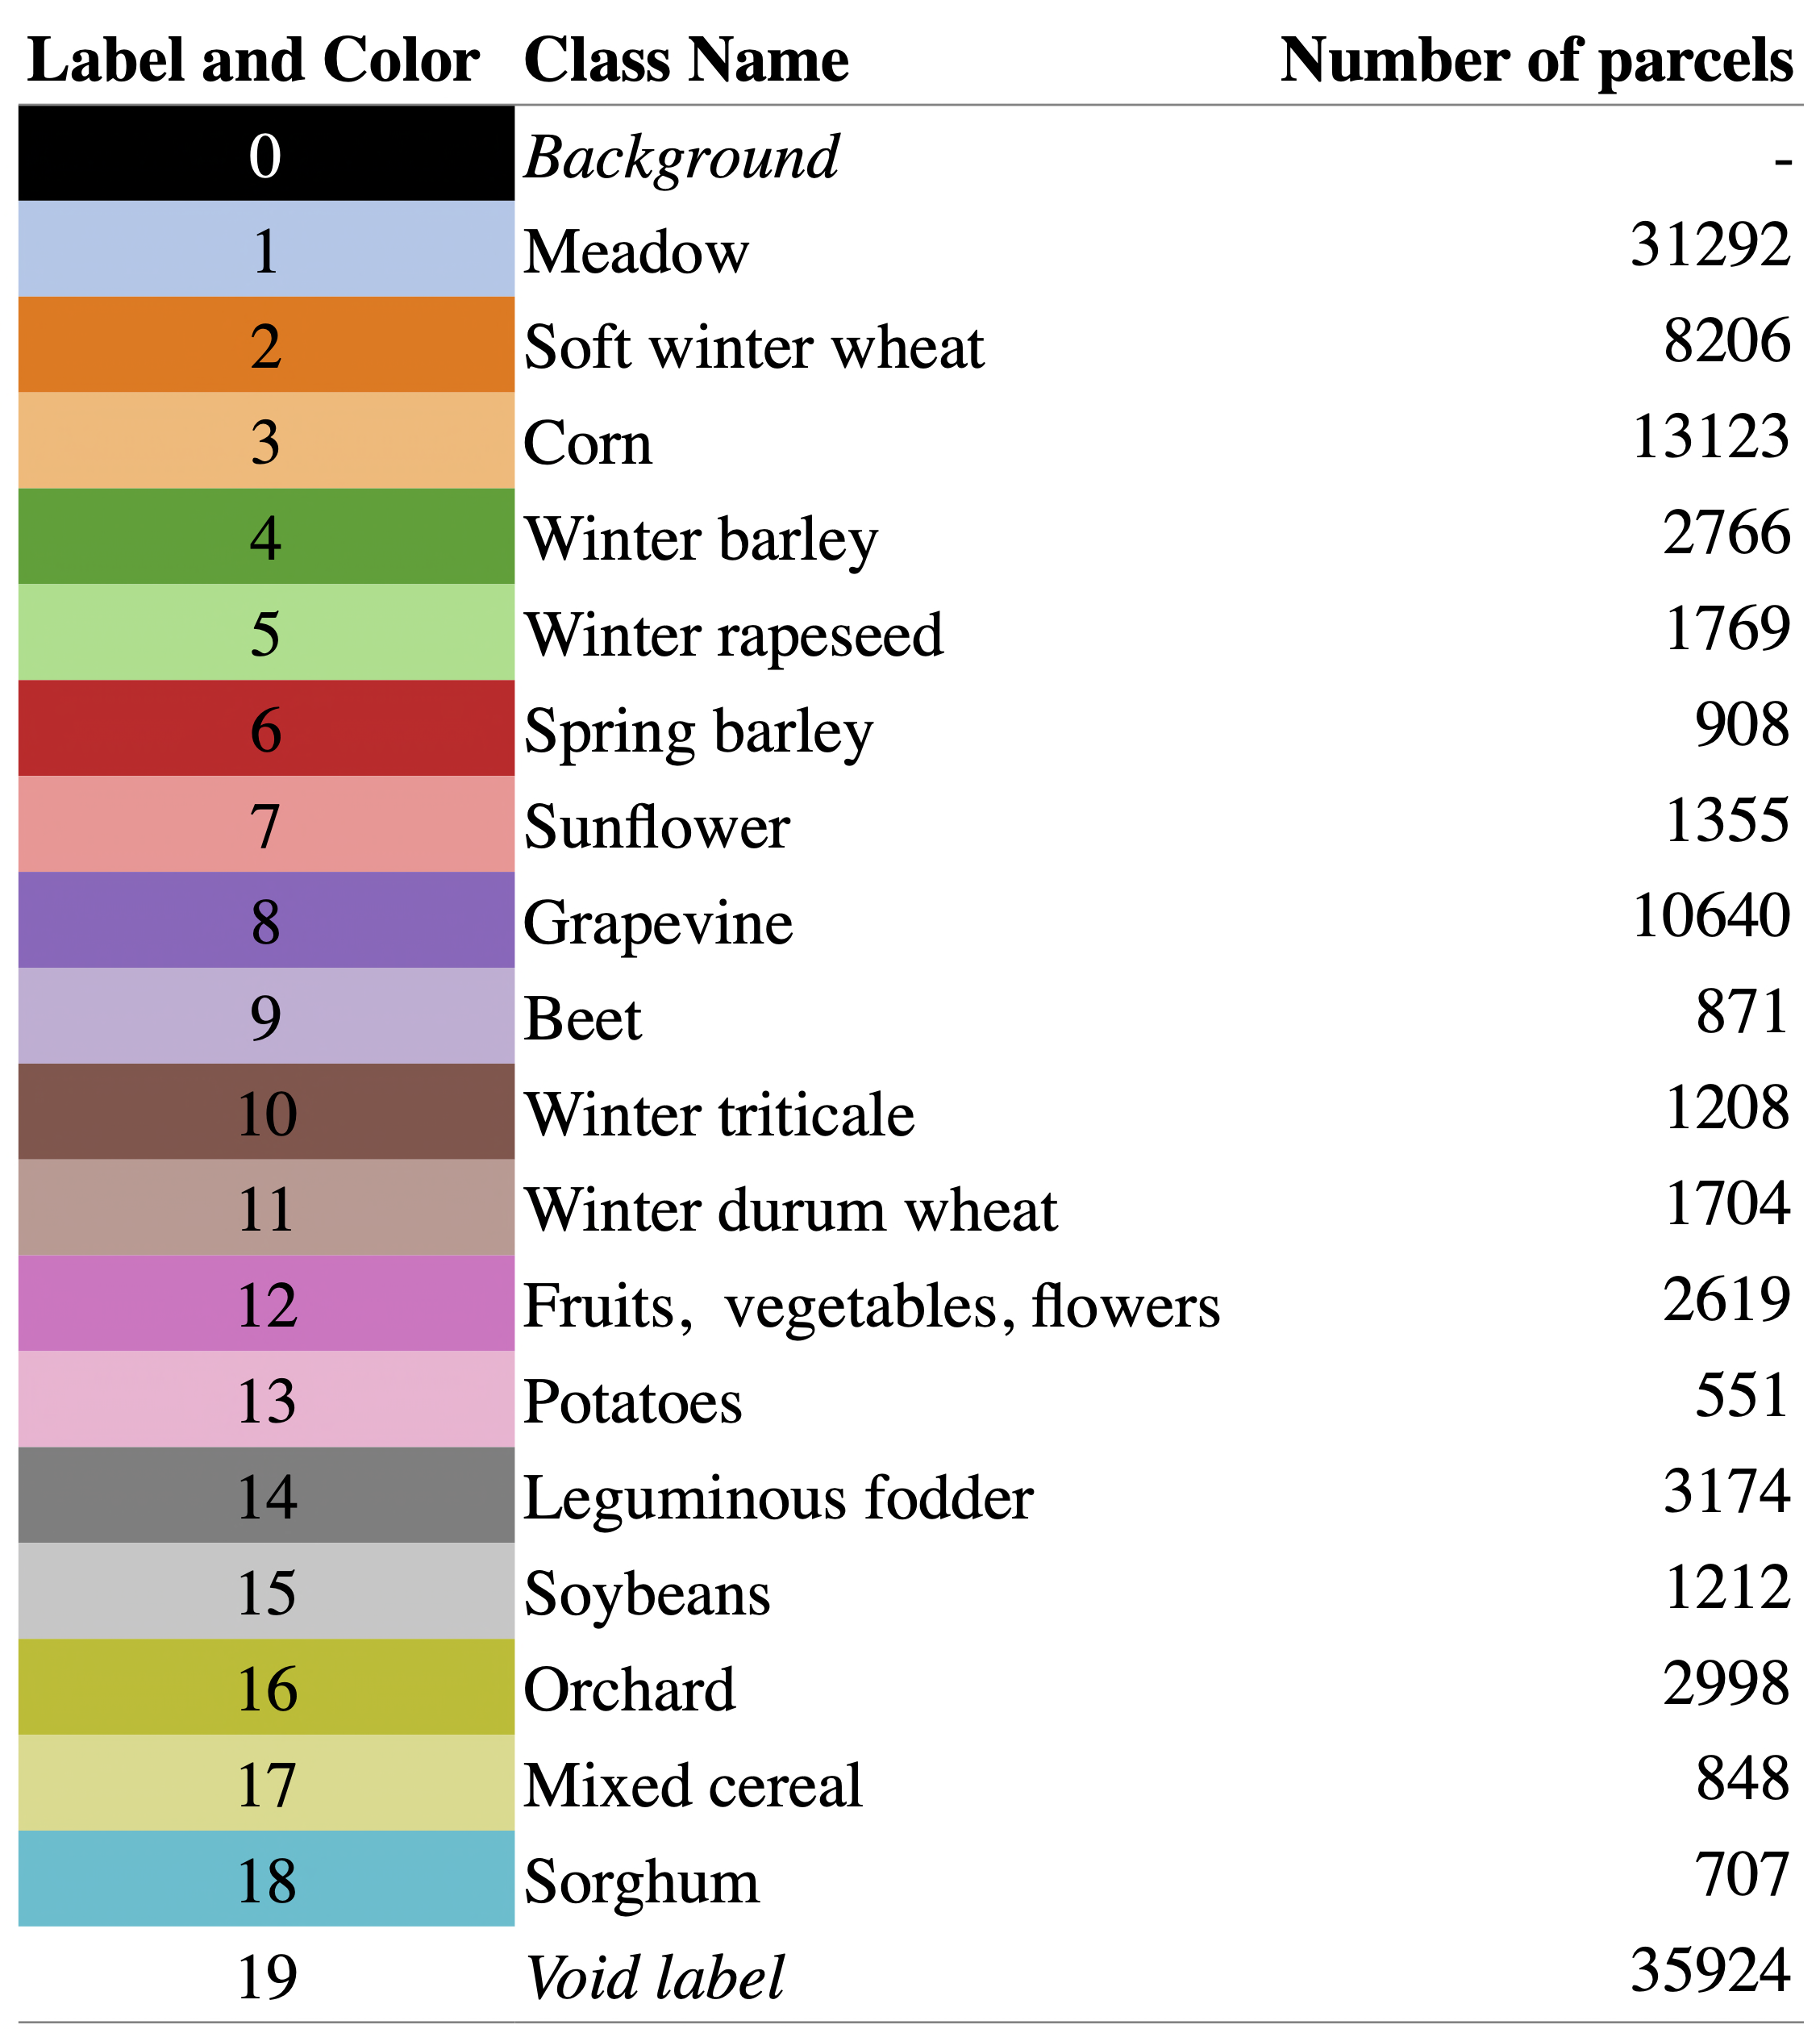 Label and Color Class Name Number of parcels
0 Background -
1 Meadow 31292
2 Soft winter wheat 8206
3 Corn 13123
4 Winter barley 2766
5 Winter rapeseed 1769
6 Spring barley 908
7 Sunflower 1355
8 Grapevine 10640
9 Beet 871
10 Winter triticale 1208
11 Winter durum wheat 1704
12 Fruits, vegetables, flowers 2619
13 Potatoes 551
14 Leguminous fodder 3174
15 Soybeans 1212
16 Orchard 2998
17 Mixed cereal 848
18 Sorghum 707
19 Void label 35924